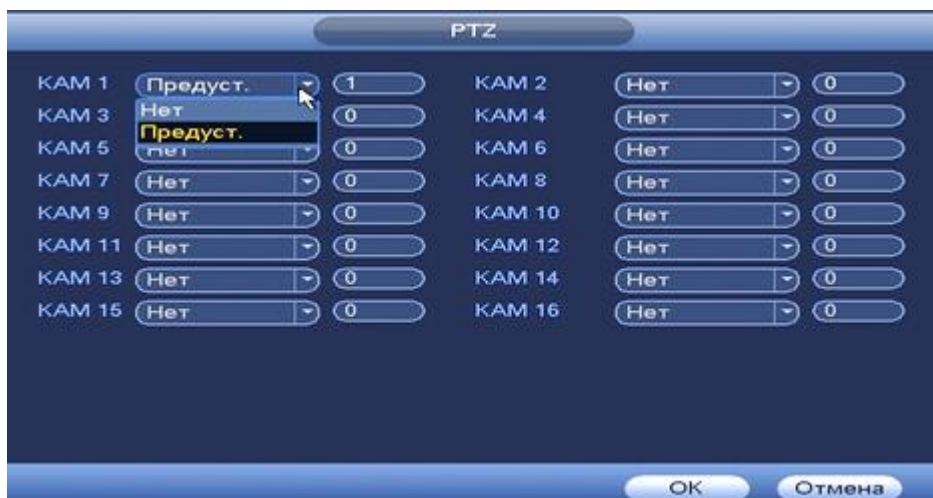 PTZ
КАМ 1 Предуст. 1 КАМ 2 Нет 0
Нет
КАМ 3 0 КАМ 4 Нет 0
Предуст.
КАМ 5 Нет 0 КАМ 6 Нет 0
КАМ 7 Нет 0 КАМ 8 Нет 0
КАМ 9 Нет 0 КАМ 10 Нет 0
КАМ 11 Нет 0 КАМ 12 Нет 0
КАМ 13 Нет 0 КАМ 14 Нет 0
КАМ 15 Нет 0 КАМ 16 Нет 0
OK Отмена